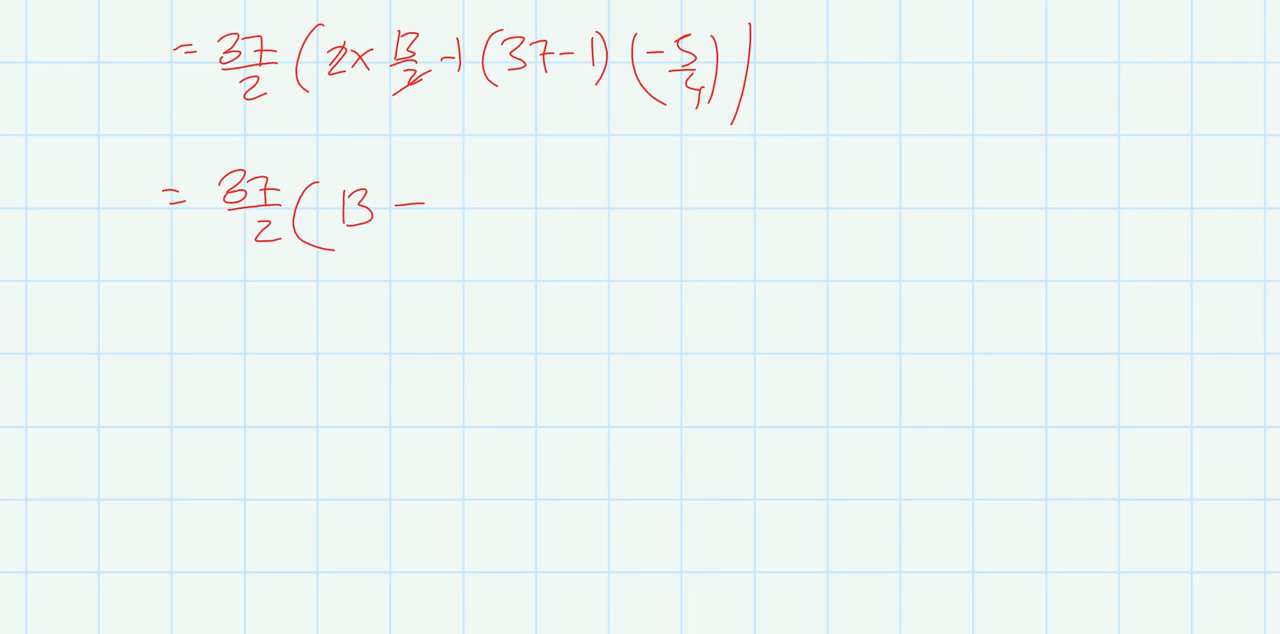 = 37/2 (2 × 13/2 + (37 - 1) (-5/4))
= 37/2 ( 13 -